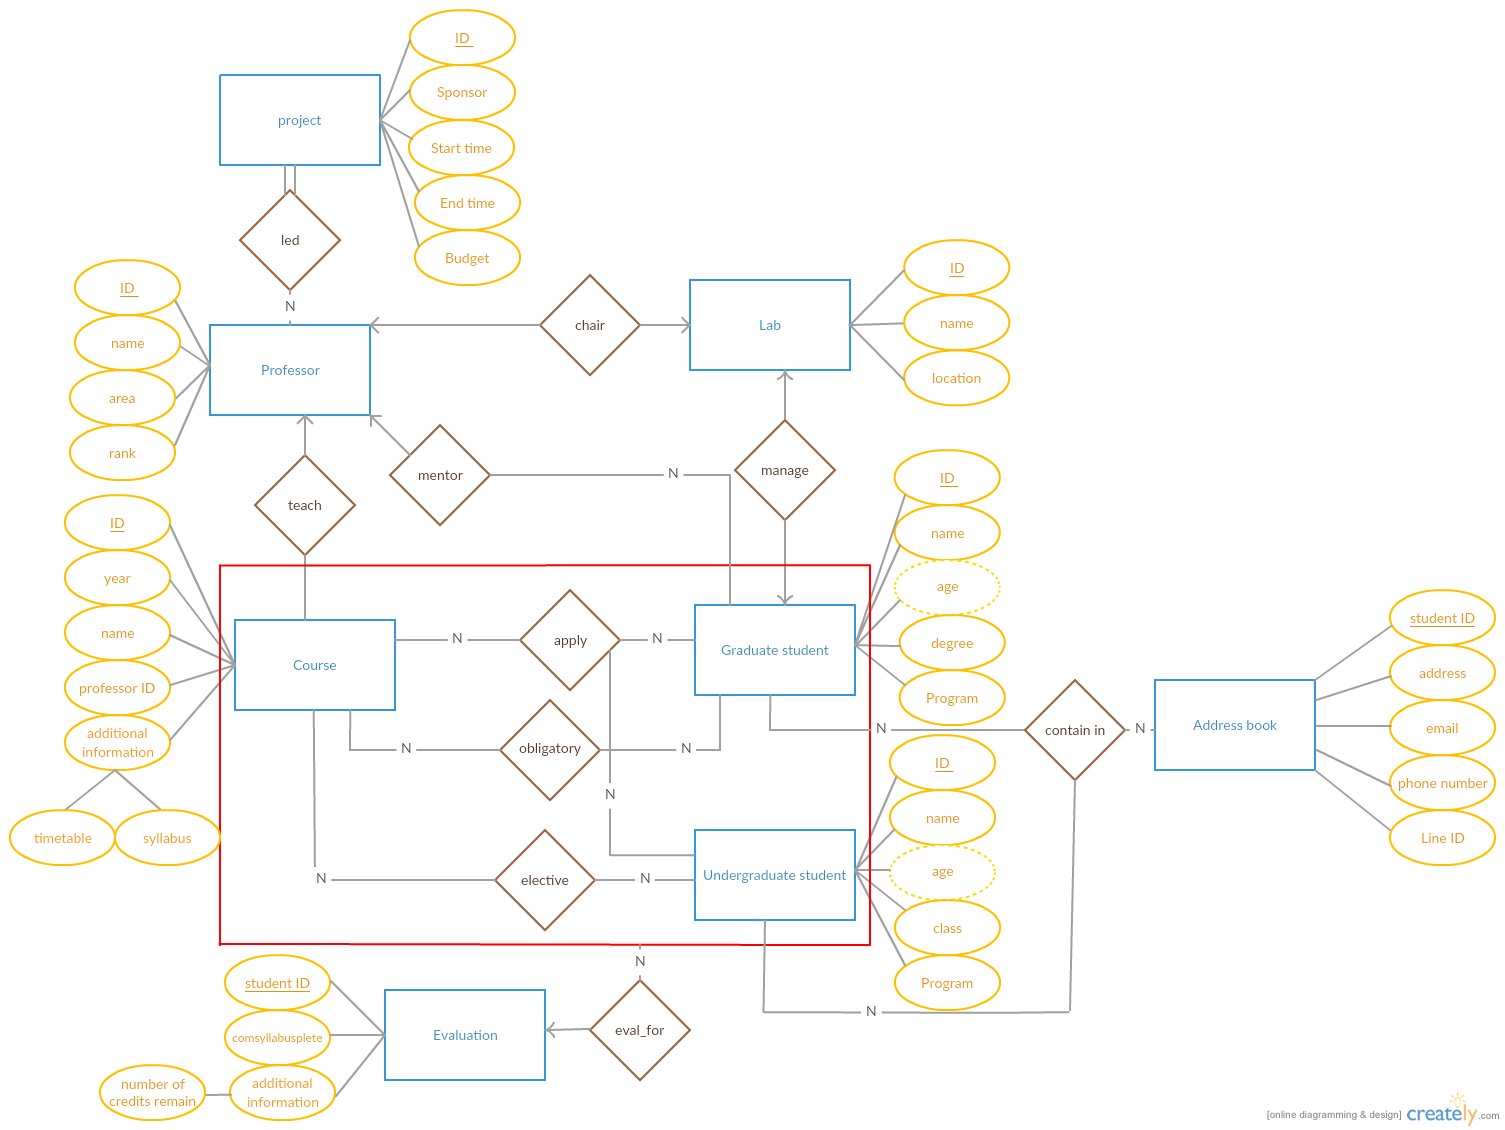 ID
Sponsor
project
Start time
End time
led
Budget
ID
ID
N
name
chair
Lab
name
Professor
area
location
rank
mentor
N
manage
ID
teach
ID
name
year
age
ID
student ID
name
N
apply
N
degree
Graduate student
Course
address
professor ID
Program
additional
information
N
obligatory
N
N
contain in
N
Address book
email
ID
phone number
N
timetable
syllabus
name
Line ID
N
elective
N
Undergraduate student
age
class
N
student ID
Program
N
comsyllabusplete
Evaluation
eval_for
number of
credits remain
additional
information
[online diagramming & design]
creately.com